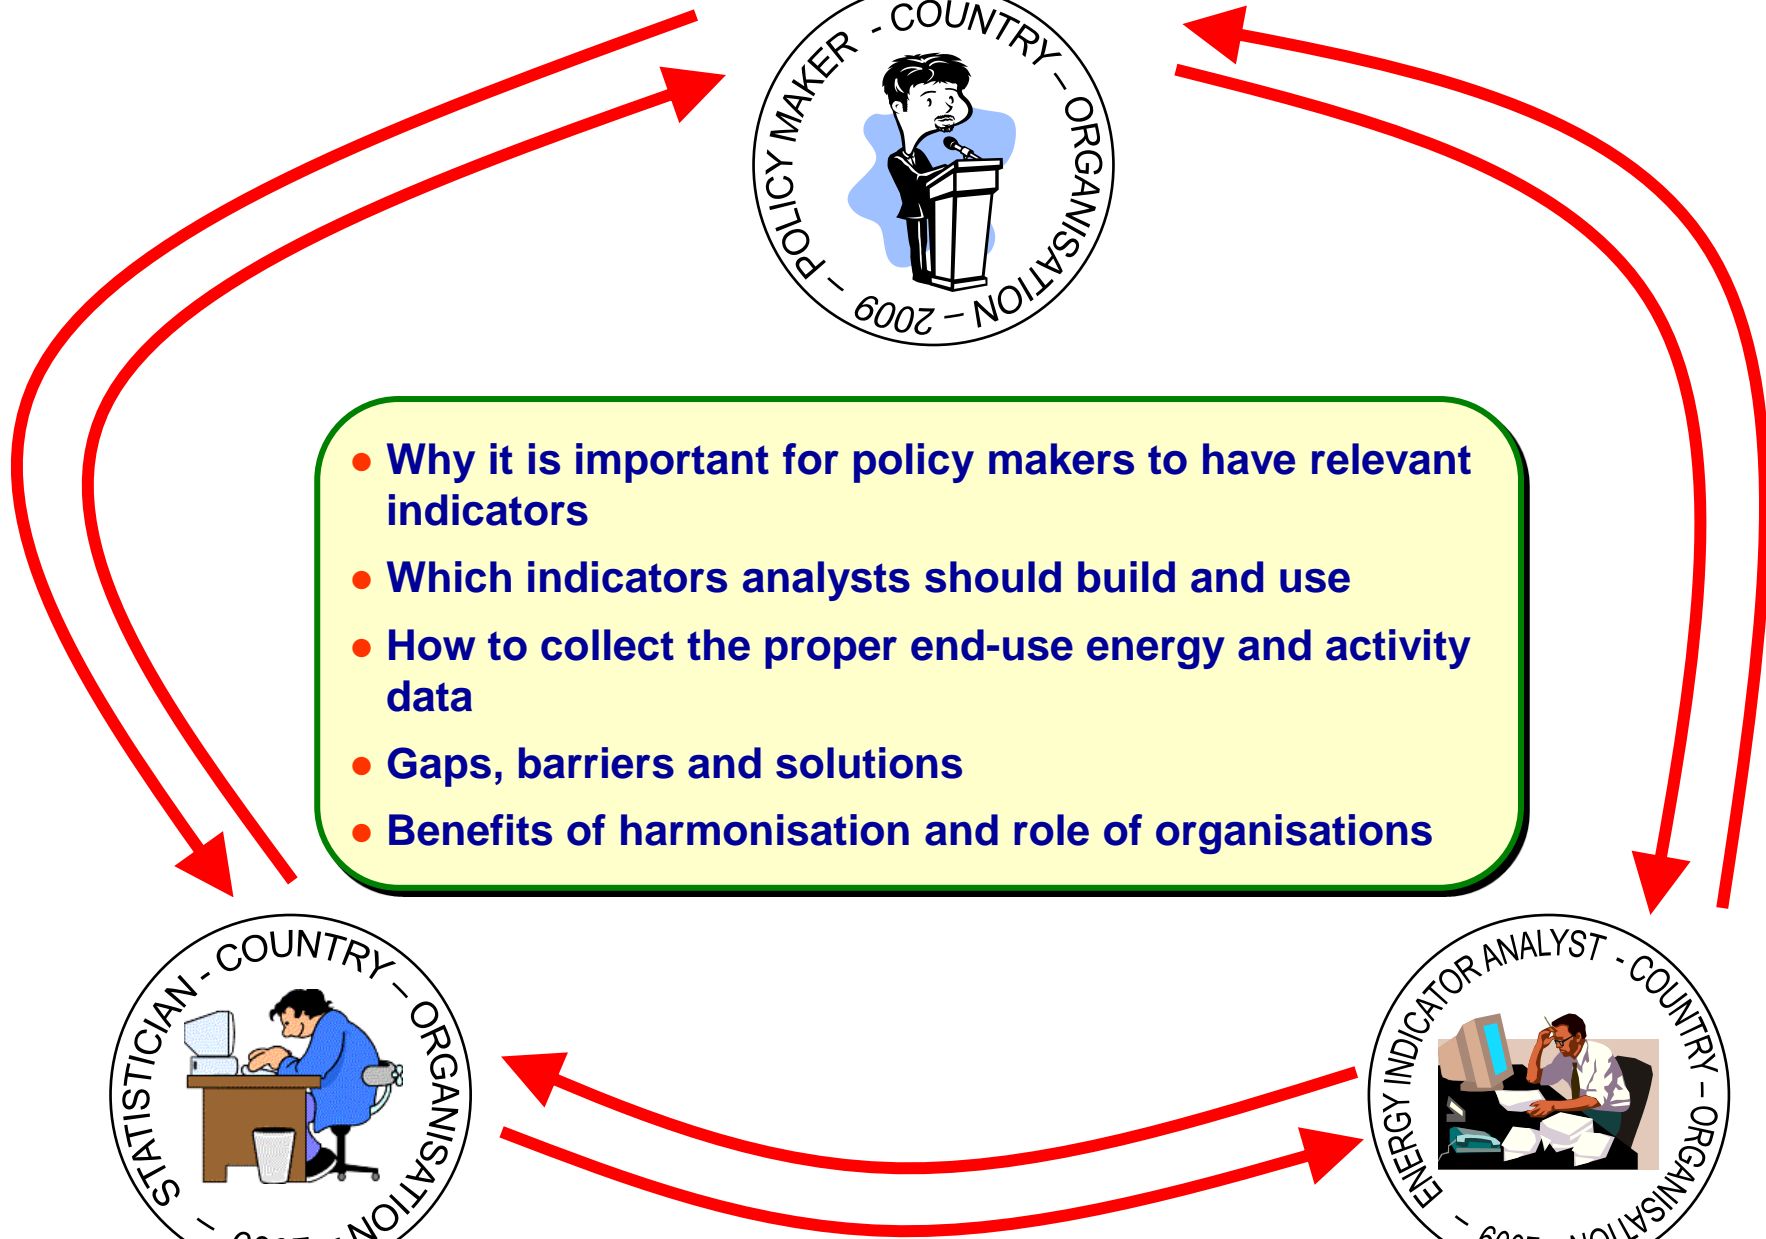 POLICY MAKER - COUNTRY – ORGANISATION – 2009 –
• Why it is important for policy makers to have relevant
indicators
• Which indicators analysts should build and use
• How to collect the proper end-use energy and activity
data
• Gaps, barriers and solutions
• Benefits of harmonisation and role of organisations
STATISTICIAN - COUNTRY – ORGANISATION – 2009 –
ENERGY INDICATOR ANALYST - COUNTRY – ORGANISATION – 2009 –